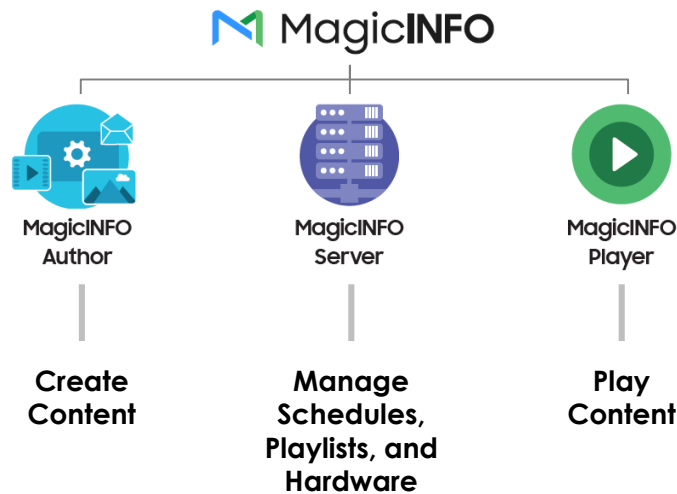 MagicINFO
MagicINFO
Author
MagicINFO
Server
MagicINFO
Player
Create
Content
Manage
Schedules,
Playlists, and
Hardware
Play
Content